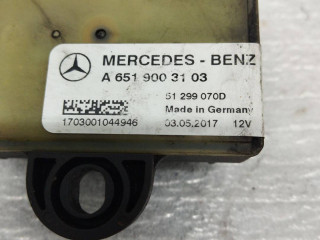 MERCEDES - BENZ
A 651 900 31 03
51 299 070D
Made in Germany
1703001044946 03.05.2017 12V